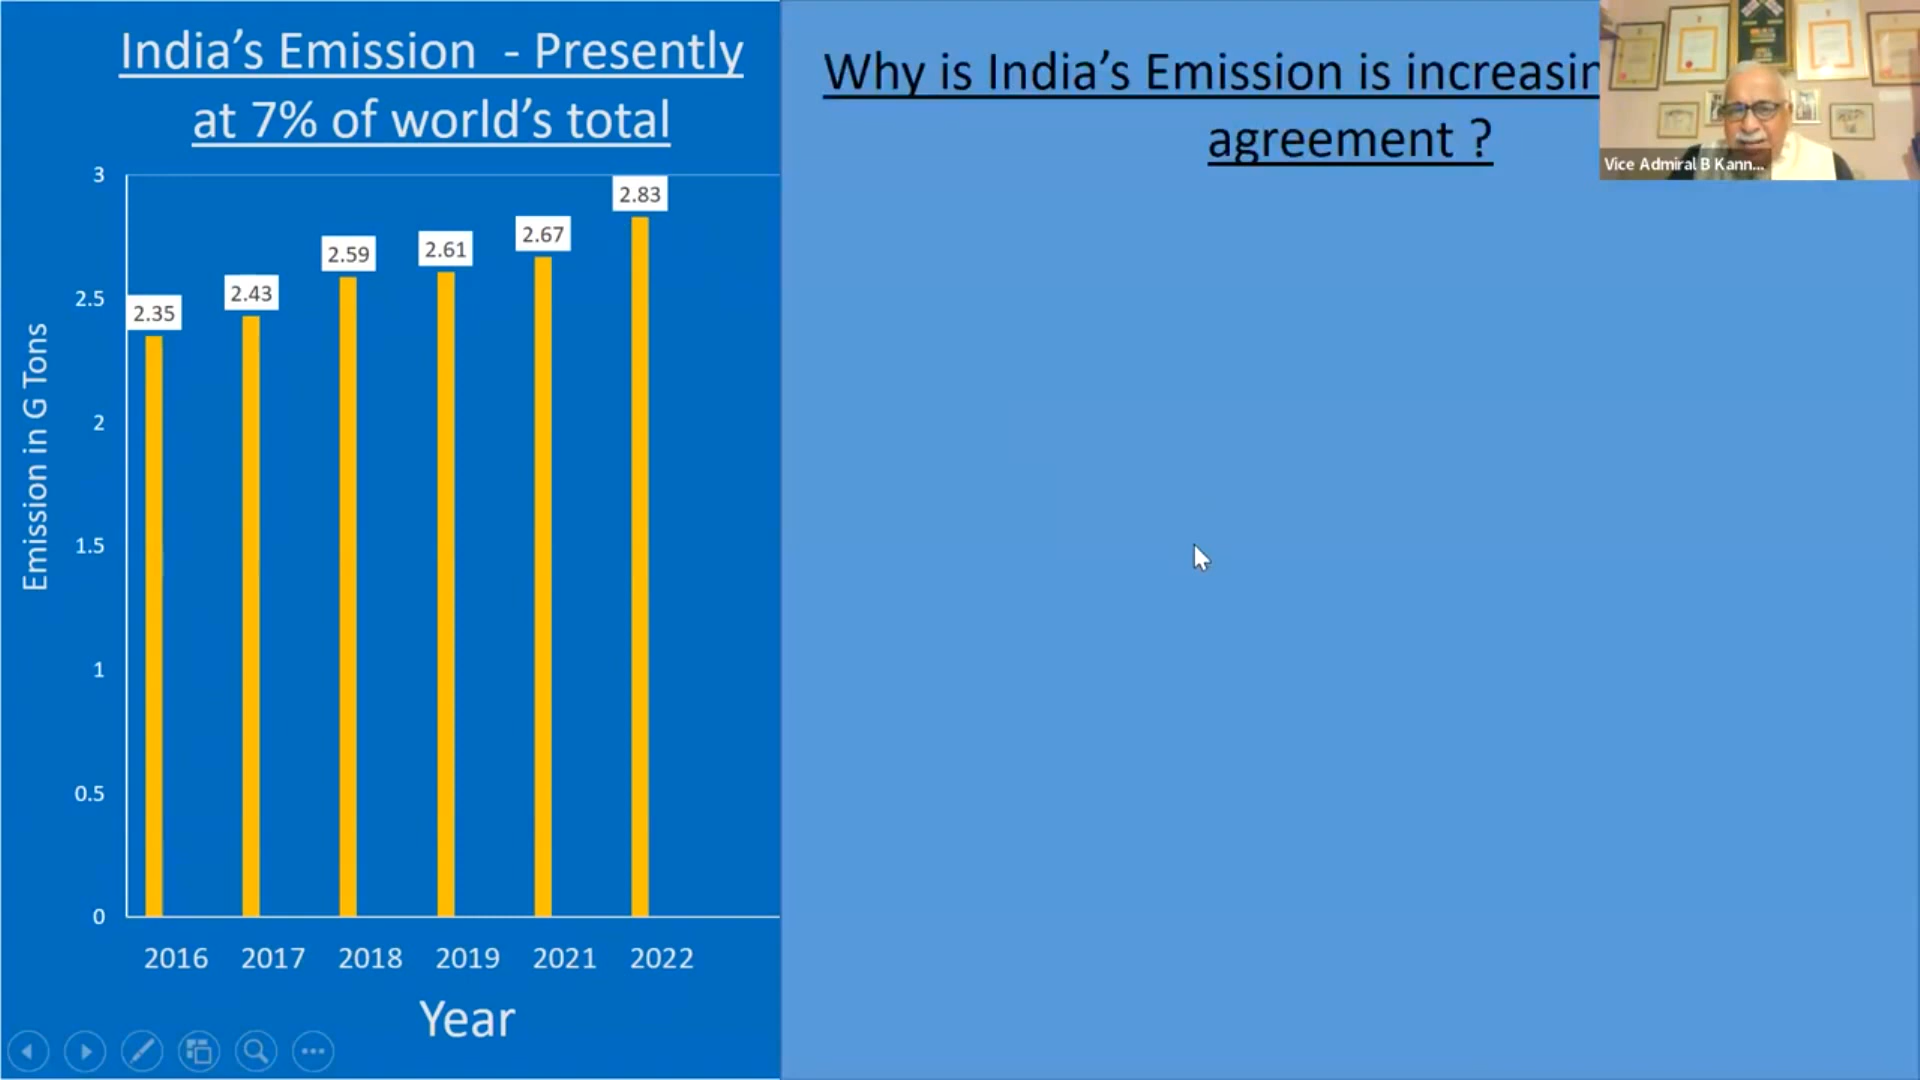 India's Emission - Presently
at 7% of world's total
3
2.5
2
1.5
1
0.5
0
Emission in G Tons
2.35
2.43
2.59
2.61
2.67
2.83
2016 2017 2018 2019 2021 2022
Year
Why is India's Emission is
agreement ?
Vice Admiral B Kann...